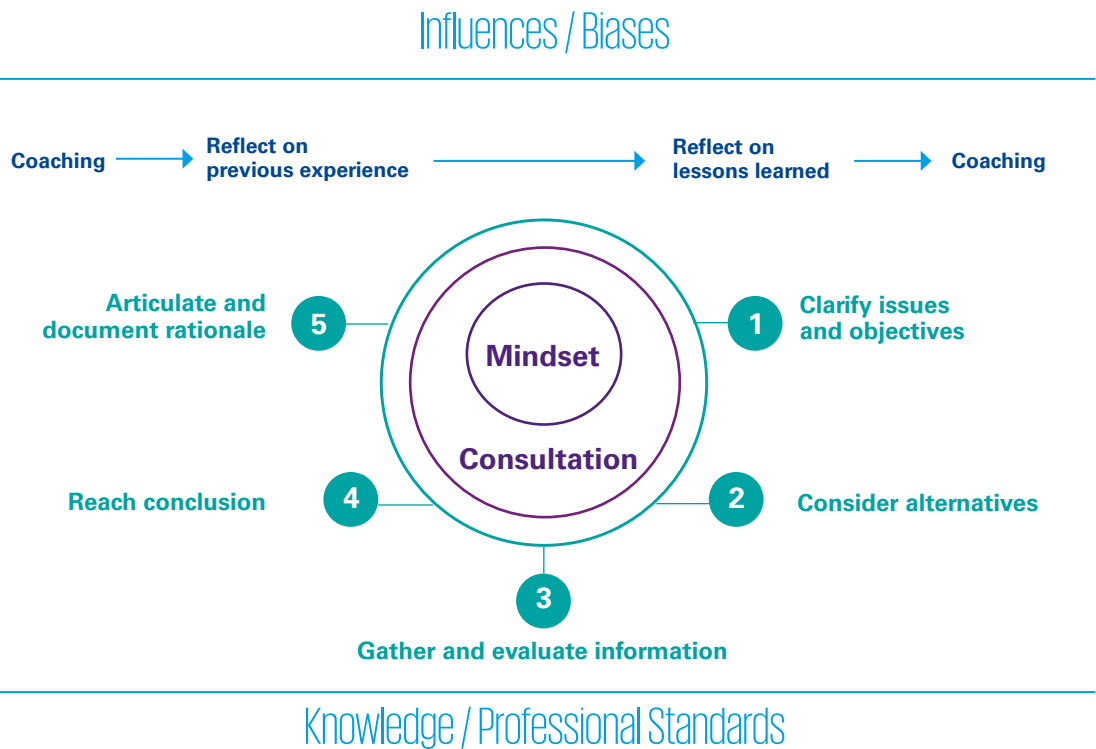 Influences / Biases
Coaching
Reflect on
previous experience
Reflect on
lessons learned
Coaching
Articulate and
document rationale
5
1
Clarify issues
and objectives
Mindset
Consultation
Reach conclusion
4
2
Consider alternatives
3
Gather and evaluate information
Knowledge / Professional Standards